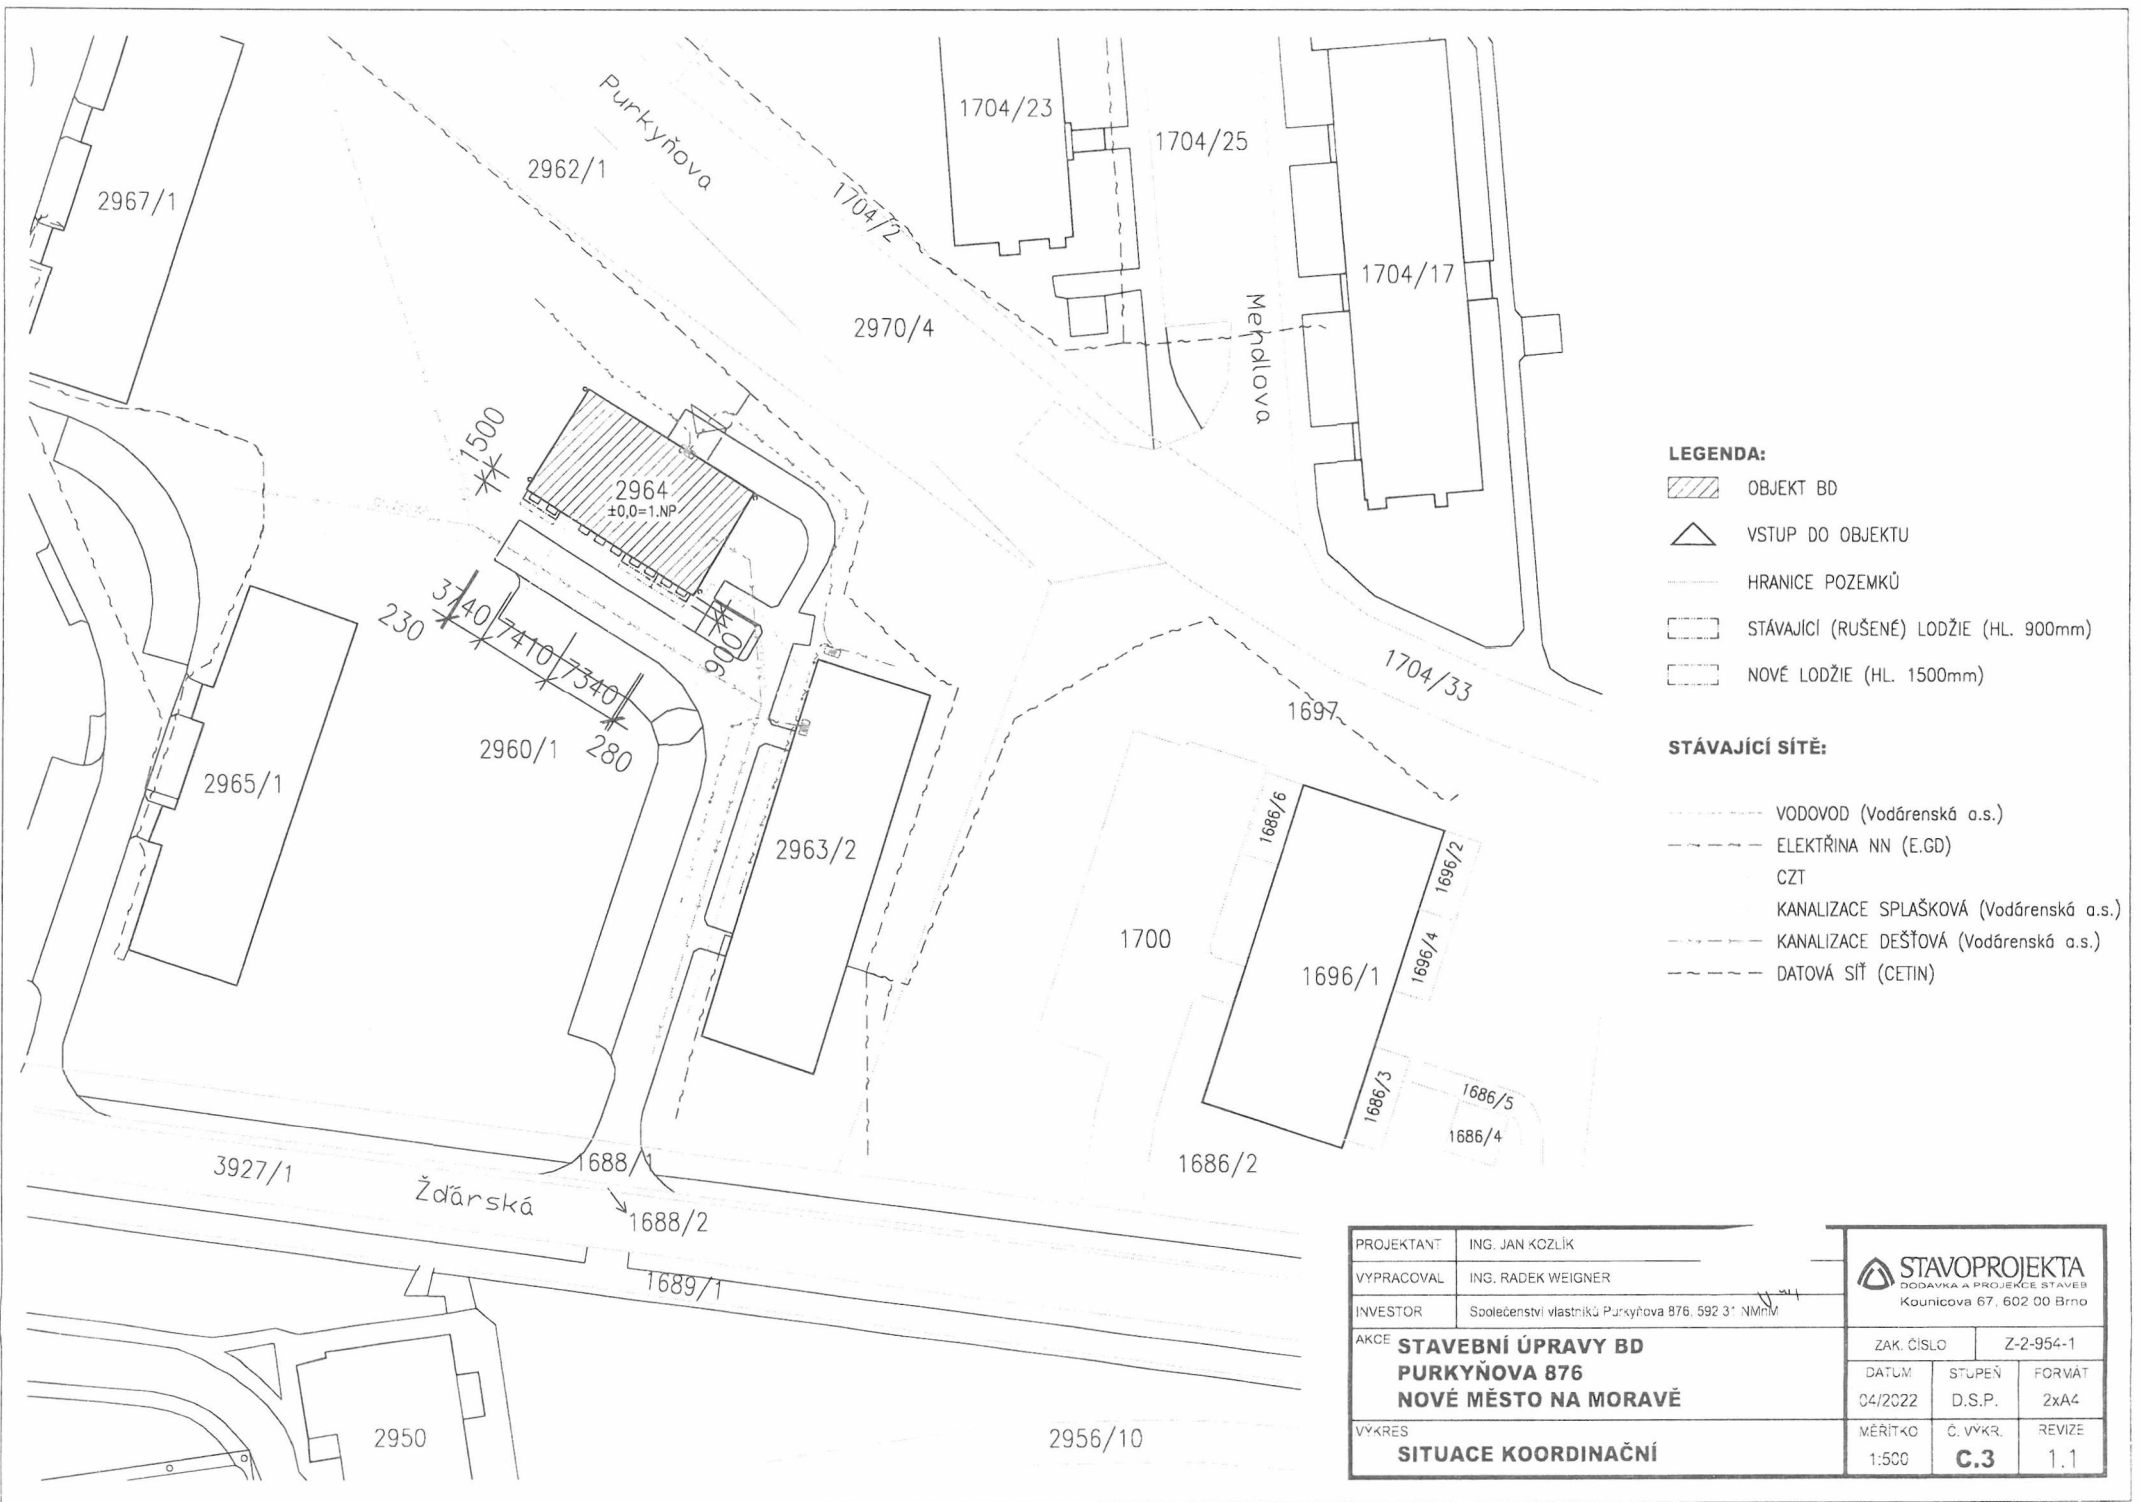 Purkyňova
1704/23
1704/25
2962/1
2967/1
1704/2
1704/17
2970/4
Mendlova
1500
2964
±0,0=1.NP
3740
230
7410
7340
900
280
2960/1
2965/1
2963/2
1704/33
1697
1686/6
1696/2
1696/4
1700
1696/1
1686/3
1686/5
1686/4
1686/2
3927/1
Žďárská
1688/1
1688/2
1689/1
2950
2956/10
LEGENDA:
OBJEKT BD
VSTUP DO OBJEKTU
HRANICE POZEMKŮ
STÁVAJÍCÍ (RUŠENÉ) LODŽIE (HL. 900mm)
NOVÉ LODŽIE (HL. 1500mm)
STÁVAJÍCÍ SÍTĚ:
VODOVOD (Vodárenská a.s.)
ELEKTŘINA NN (E.GD)
CZT
KANALIZACE SPLAŠKOVÁ (Vodárenská a.s.)
KANALIZACE DEŠŤOVÁ (Vodárenská a.s.)
DATOVÁ SÍŤ (CETIN)
PROJEKTANT ING. JAN KOZLÍK
VYPRACOVAL ING. RADEK WEIGNER
INVESTOR Společenství vlastníků Purkyňova 876, 592 31 NMnM
AKCE STAVEBNÍ ÚPRAVY BD
PURKYŇOVA 876
NOVÉ MĚSTO NA MORAVĚ
VÝKRES
SITUACE KOORDINAČNÍ
STAVOPROJEKTA
DODÁVKA A PROJEKCE STAVEB
Kounicova 67, 602 00 Brno
ZAK. ČÍSLO Z-2-954-1
DATUM STUPEŇ FORMÁT
04/2022 D.S.P. 2xA4
MĚŘÍTKO Č. VÝKR. REVIZE
1:500 C.3 1.1